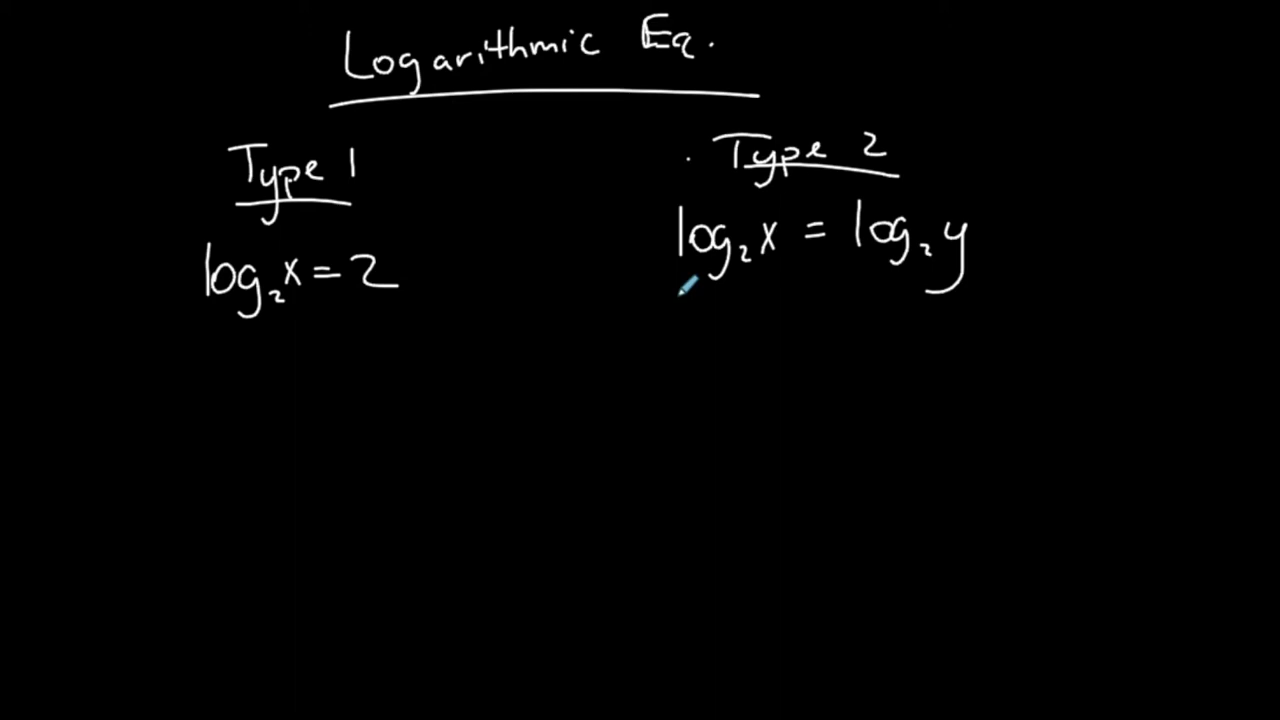 Logarithmic Eq.
Type 1
log₂x = 2
Type 2
log₂x = log₂y